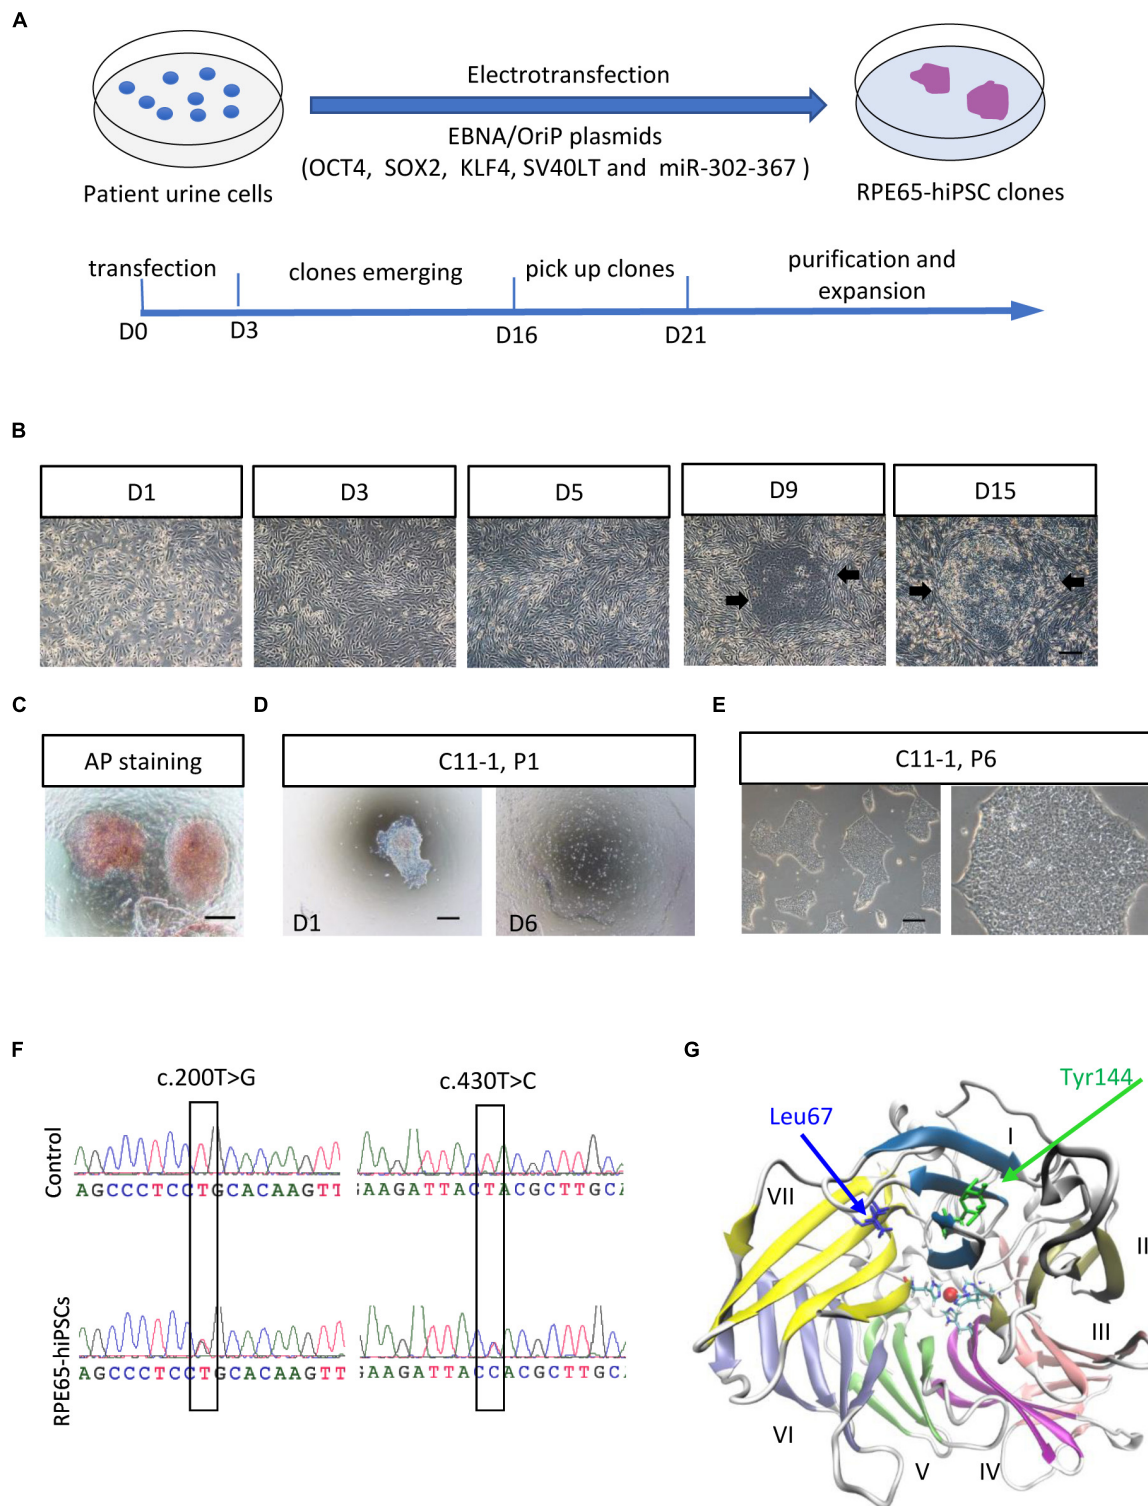 A
Electrotransfection
EBNA/OriP plasmids
(OCT4, SOX2, KLF4, SV40LT and miR-302-367 )
Patient urine cells
RPE65-hiPSC clones
transfection
clones emerging
pick up clones
purification and
expansion
D0
D3
D16
D21
B
D1
D3
D5
D9
D15
C
D
E
AP staining
C11-1, P1
C11-1, P6
D1
D6
F
G
c.200T>G
c.430T>C
Control
AGCCCTCCTGCACAAGTT
GAAGATTACTACGCTTGCA
RPE65-hiPSCs
AGCCCTCCTGCACAAGTT
GAAGATTACCACGCTTGC
Tyr144
Leu67
I
VII
II
III
VI
V
IV